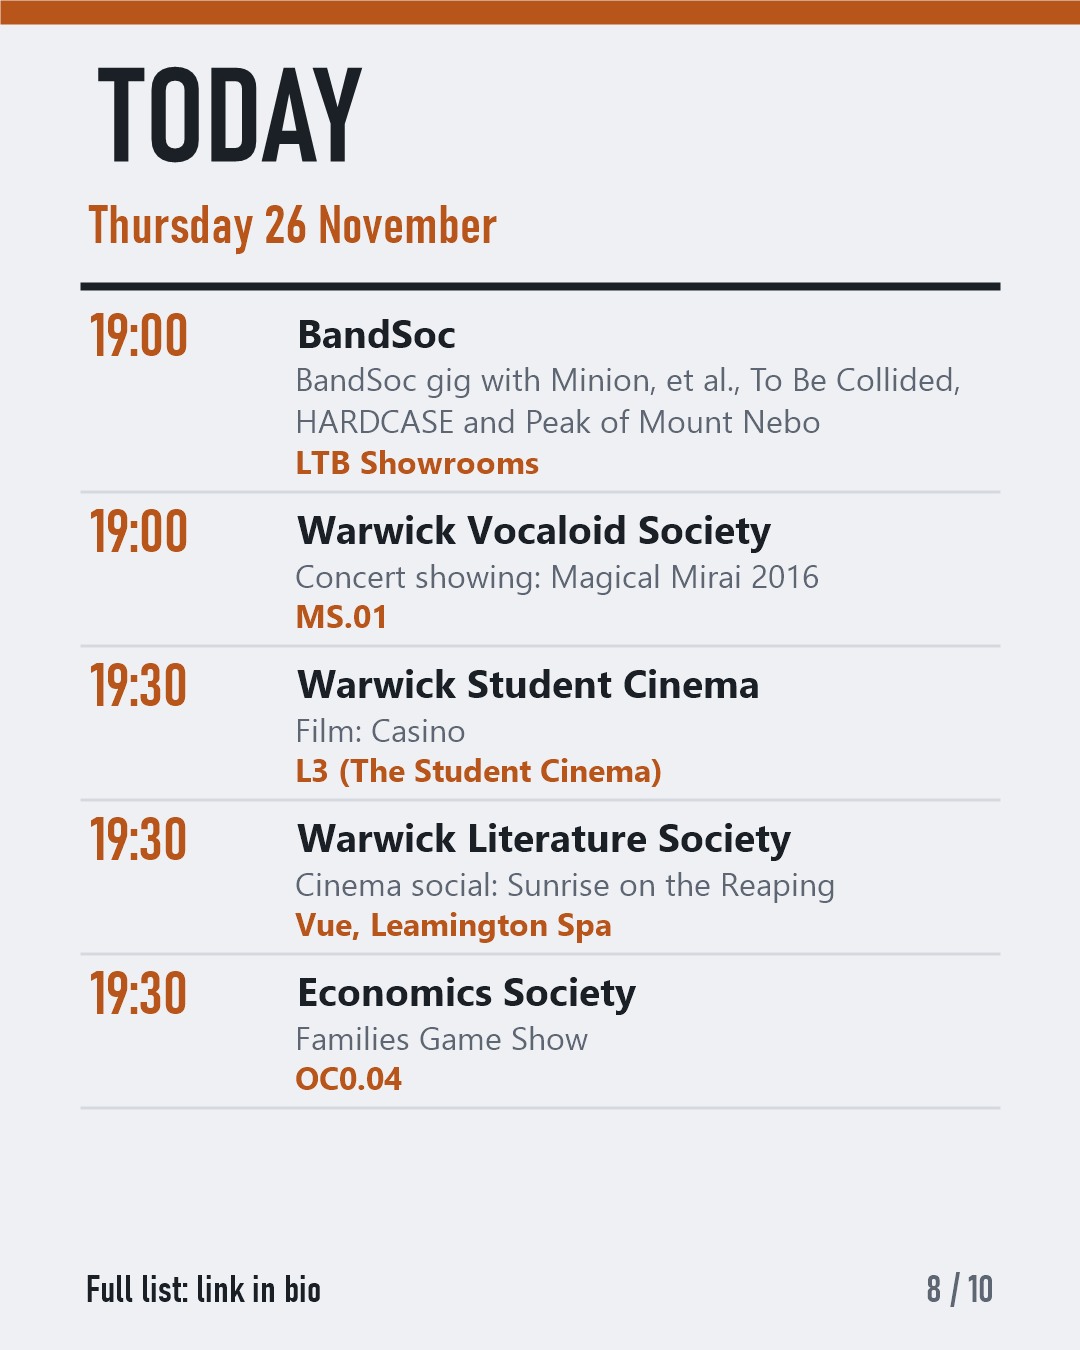 TODAY
Thursday 26 November
19:00
BandSoc
BandSoc gig with Minion, et al., To Be Collided,
HARDCASE and Peak of Mount Nebo
LTB Showrooms
19:00
Warwick Vocaloid Society
Concert showing: Magical Mirai 2016
MS.01
19:30
Warwick Student Cinema
Film: Casino
L3 (The Student Cinema)
19:30
Warwick Literature Society
Cinema social: Sunrise on the Reaping
Vue, Leamington Spa
19:30
Economics Society
Families Game Show
OC0.04
Full list: link in bio
8 / 10